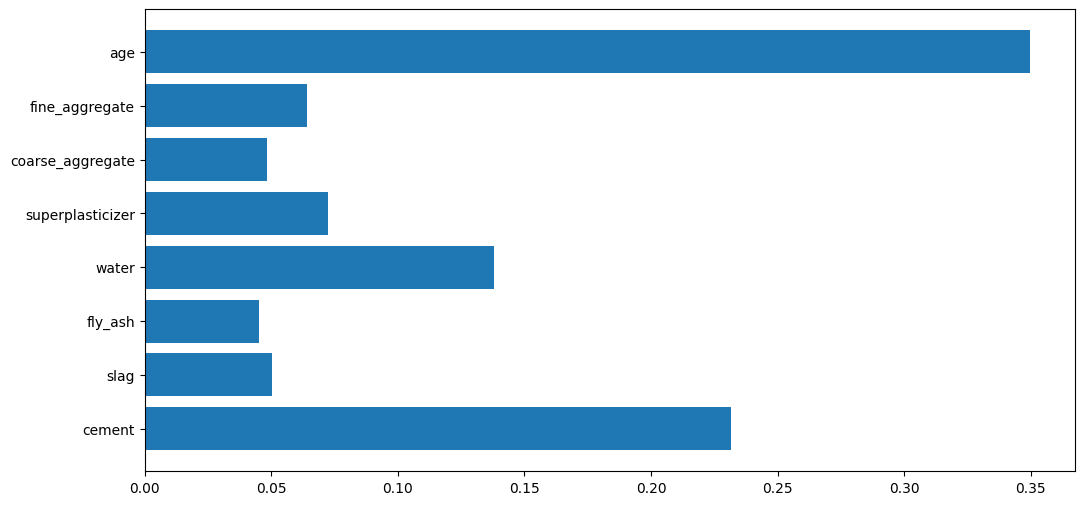 age
fine_aggregate
coarse_aggregate
superplasticizer
water
fly_ash
slag
cement
0.00 0.05 0.10 0.15 0.20 0.25 0.30 0.35